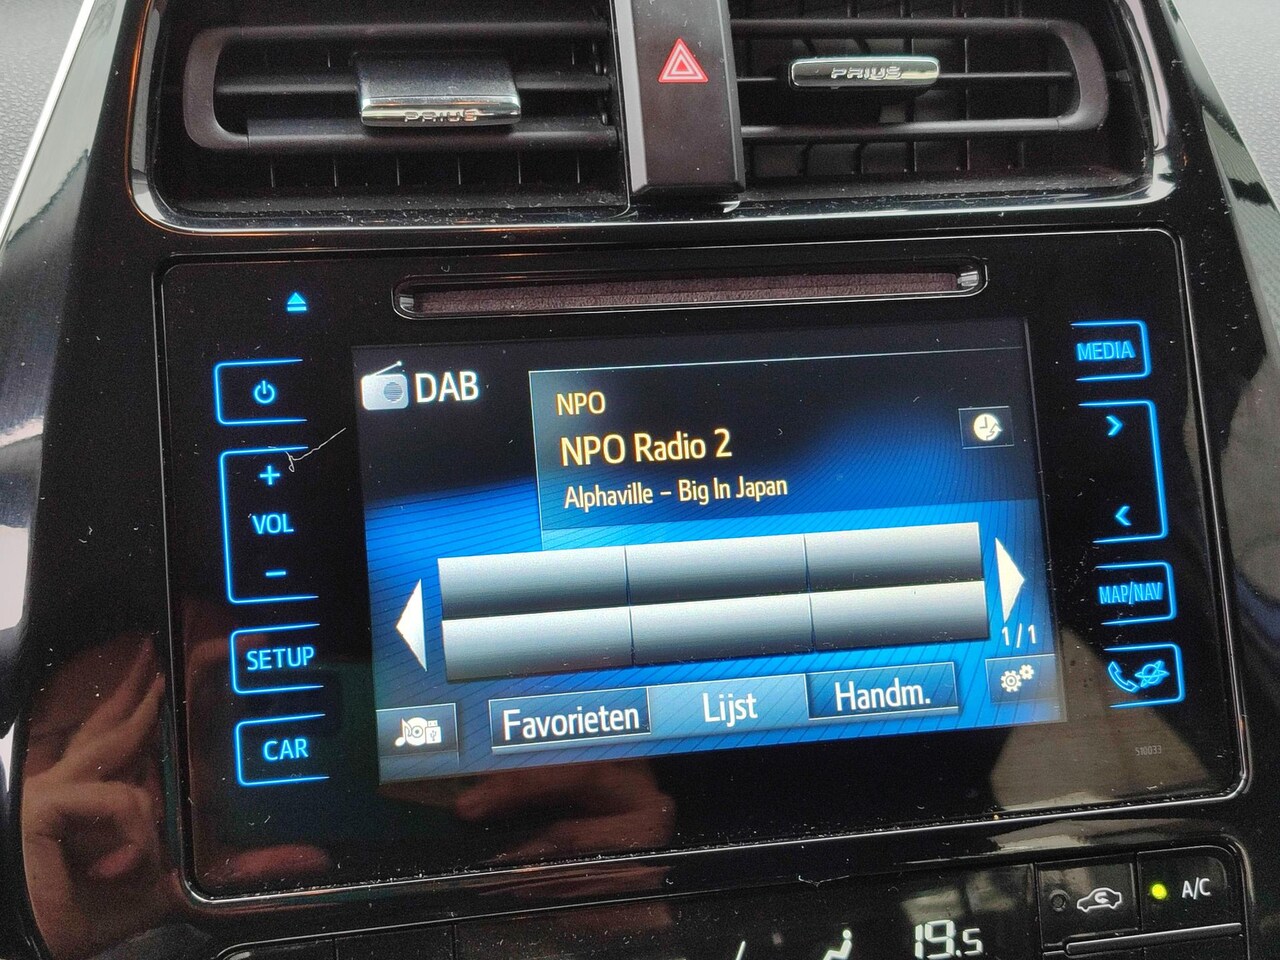 PRIUS
PRIUS
MEDIA
DAB
NPO
NPO Radio 2
Alphaville - Big In Japan
+
VOL
-
SETUP
CAR
>
<
MAP/NAV
1/1
Favorieten
Lijst
Handm.
510033
A/C
19.5